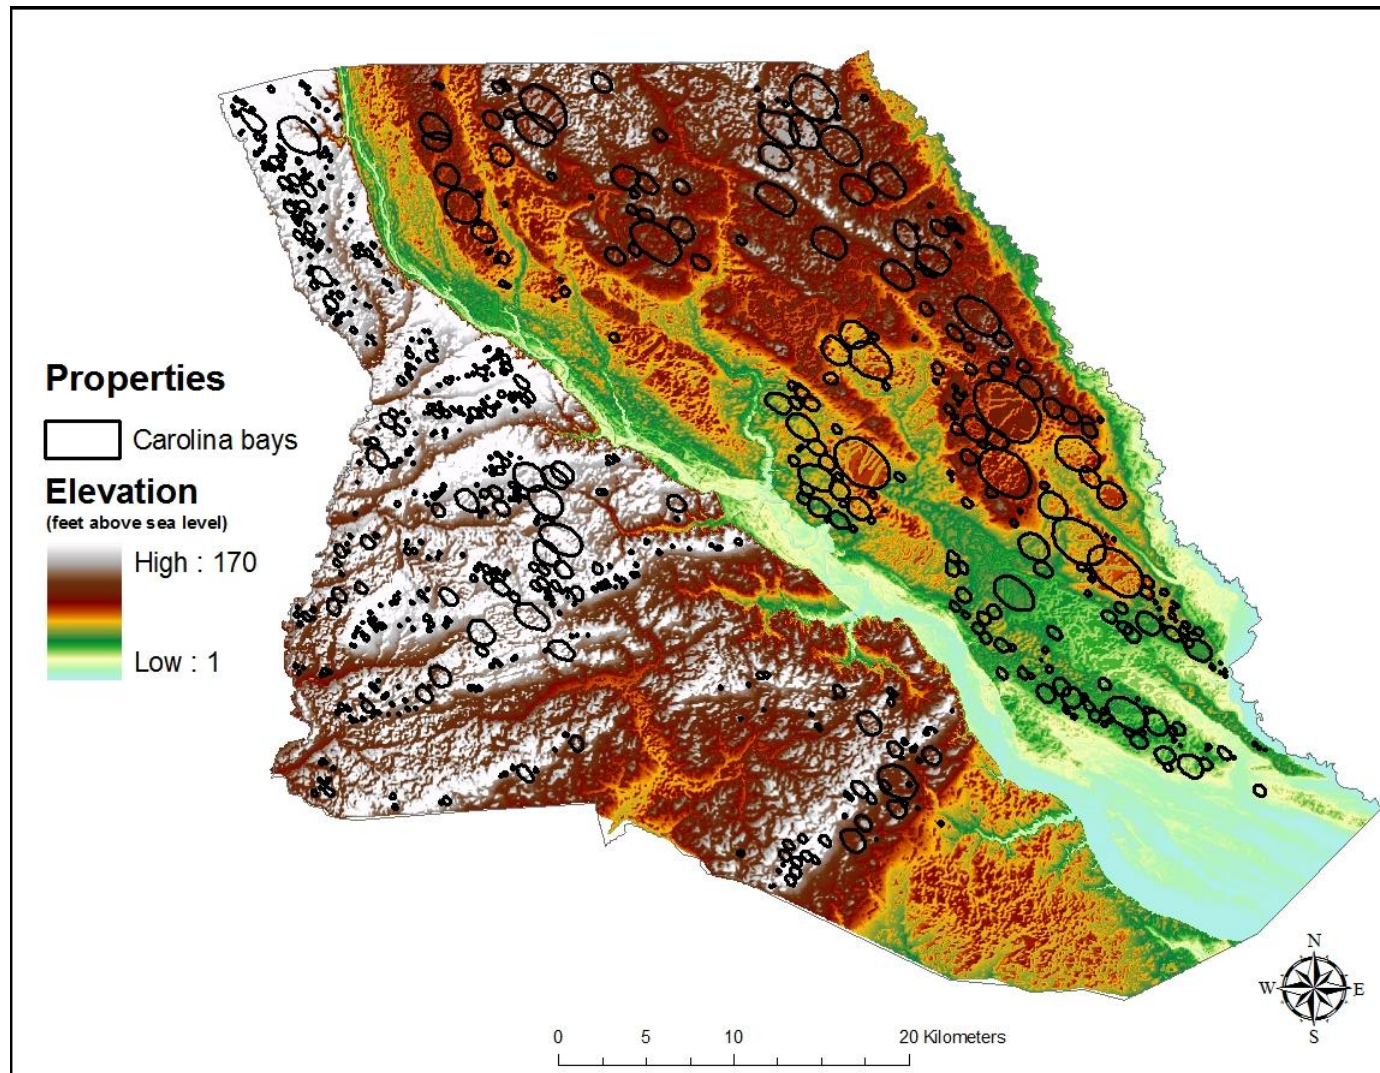 Properties
Carolina bays
Elevation
(feet above sea level)
High : 170
Low : 1
N
W E
S
0 5 10 20 Kilometers